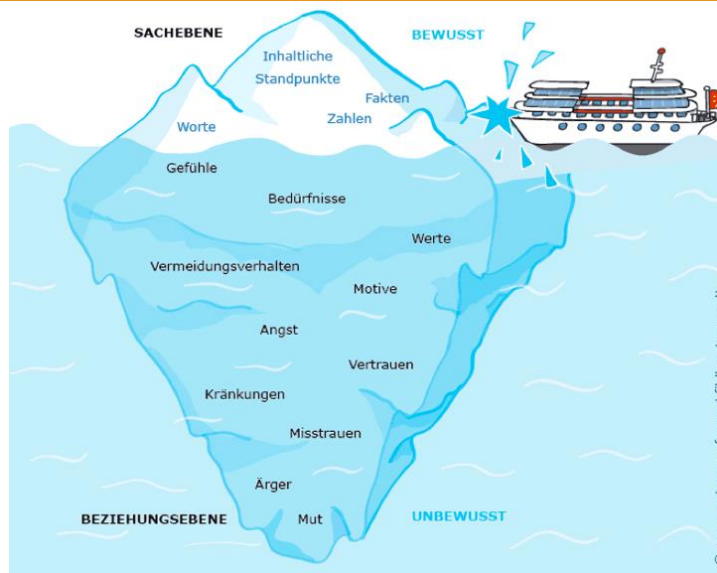 SACHEBENE
BEWUSST
Inhaltliche
Standpunkte
Fakten
Zahlen
Worte
Gefühle
Bedürfnisse
Werte
Vermeidungsverhalten
Motive
Angst
Vertrauen
Kränkungen
Misstrauen
Ärger
Mut
BEZIEHUNGSEBENE
UNBEWUSST